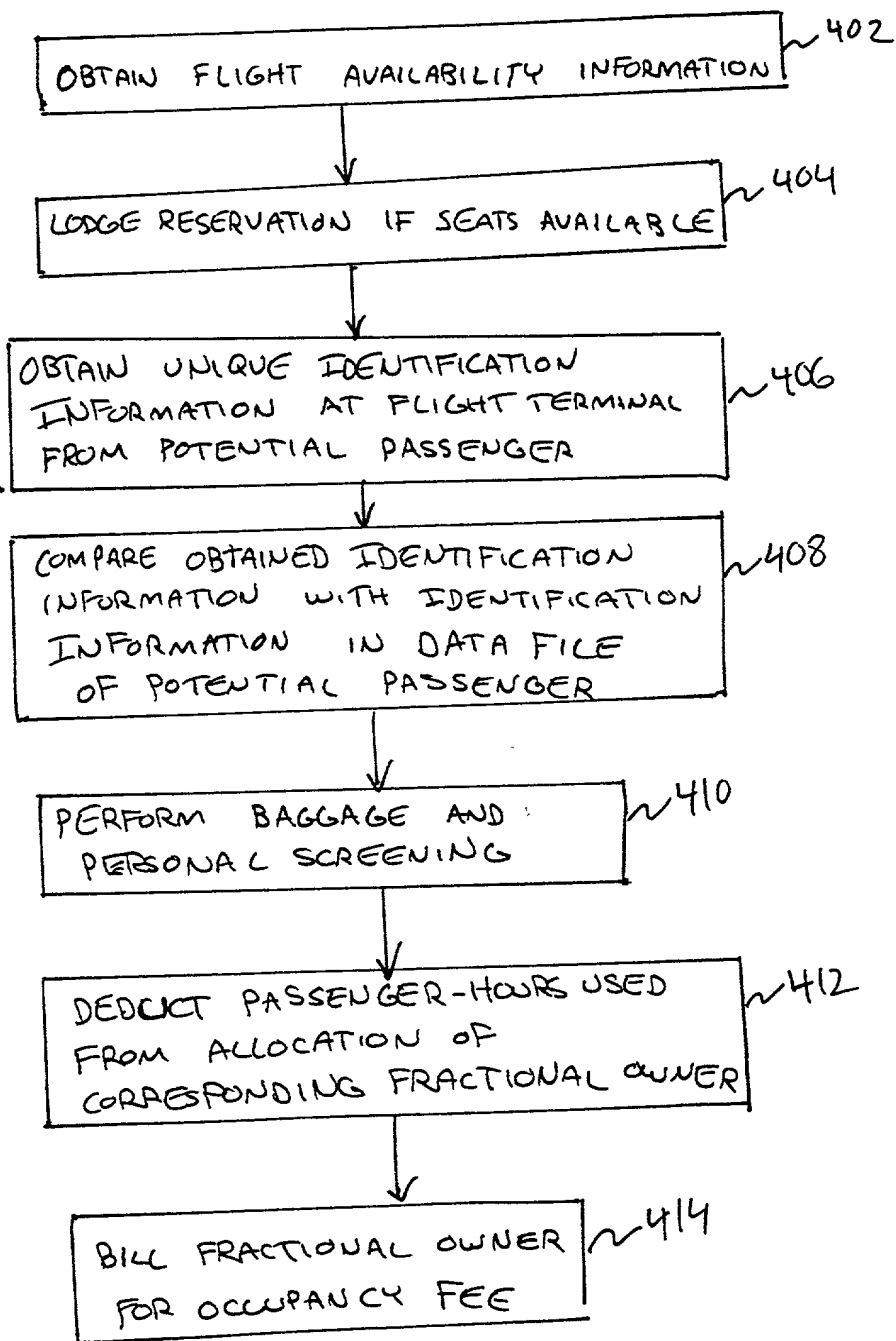 402
OBTAIN FLIGHT AVAILABILITY INFORMATION
404
LODGE RESERVATION IF SEATS AVAILABLE
OBTAIN UNIQUE IDENTIFICATION
INFORMATION AT FLIGHT TERMINAL
FROM POTENTIAL PASSENGER
406
COMPARE OBTAINED IDENTIFICATION
INFORMATION WITH IDENTIFICATION
INFORMATION IN DATA FILE
OF POTENTIAL PASSENGER
408
PERFORM BAGGAGE AND
PERSONAL SCREENING
410
DEDUCT PASSENGER-HOURS USED
FROM ALLOCATION OF
CORRESPONDING FRACTIONAL OWNER
412
BILL FRACTIONAL OWNER
FOR OCCUPANCY FEE
414